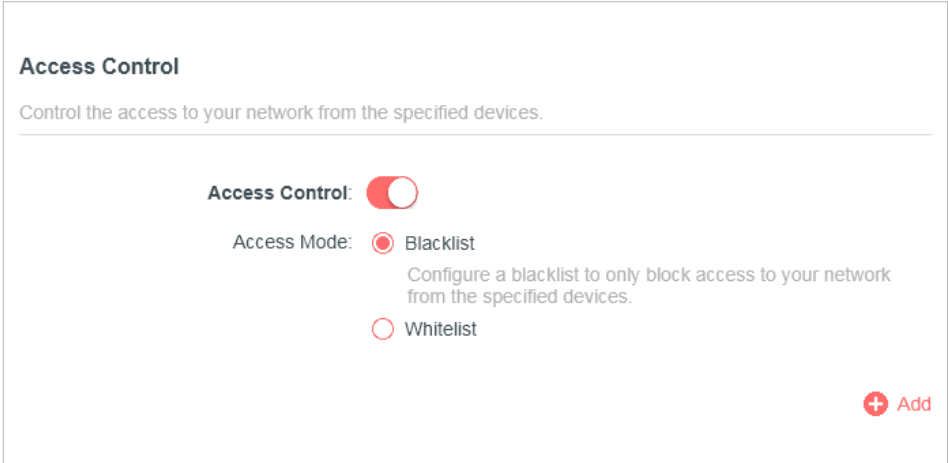 Access Control
Control the access to your network from the specified devices.
Access Control:
Access Mode: Blacklist
Configure a blacklist to only block access to your network
from the specified devices.
Whitelist
Add